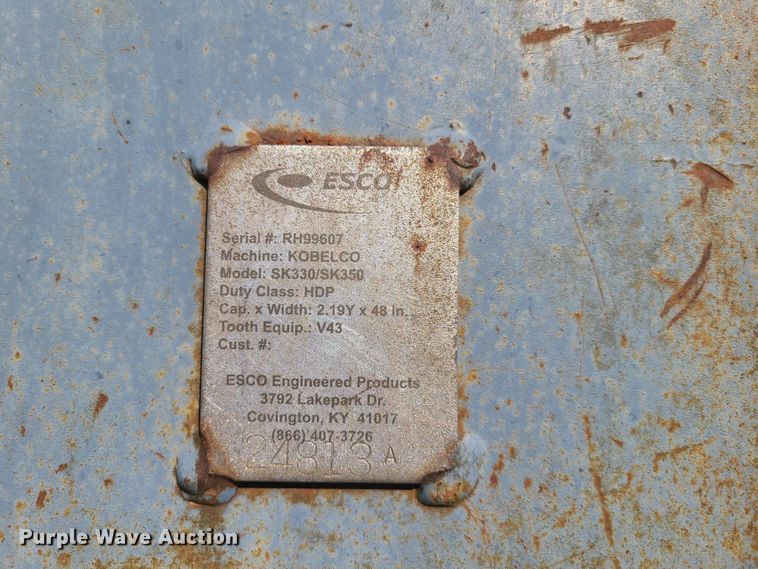 ESCO
Serial #: RH99607
Machine: KOBELCO
Model: SK330/SK350
Duty Class: HDP
Cap. x Width: 2.19Y x 48 in.
Tooth Equip.: V43
Cust. #:
ESCO Engineered Products
3792 Lakepark Dr.
Covington, KY 41017
(866) 407-3726
24813 A
Purple Wave Auction